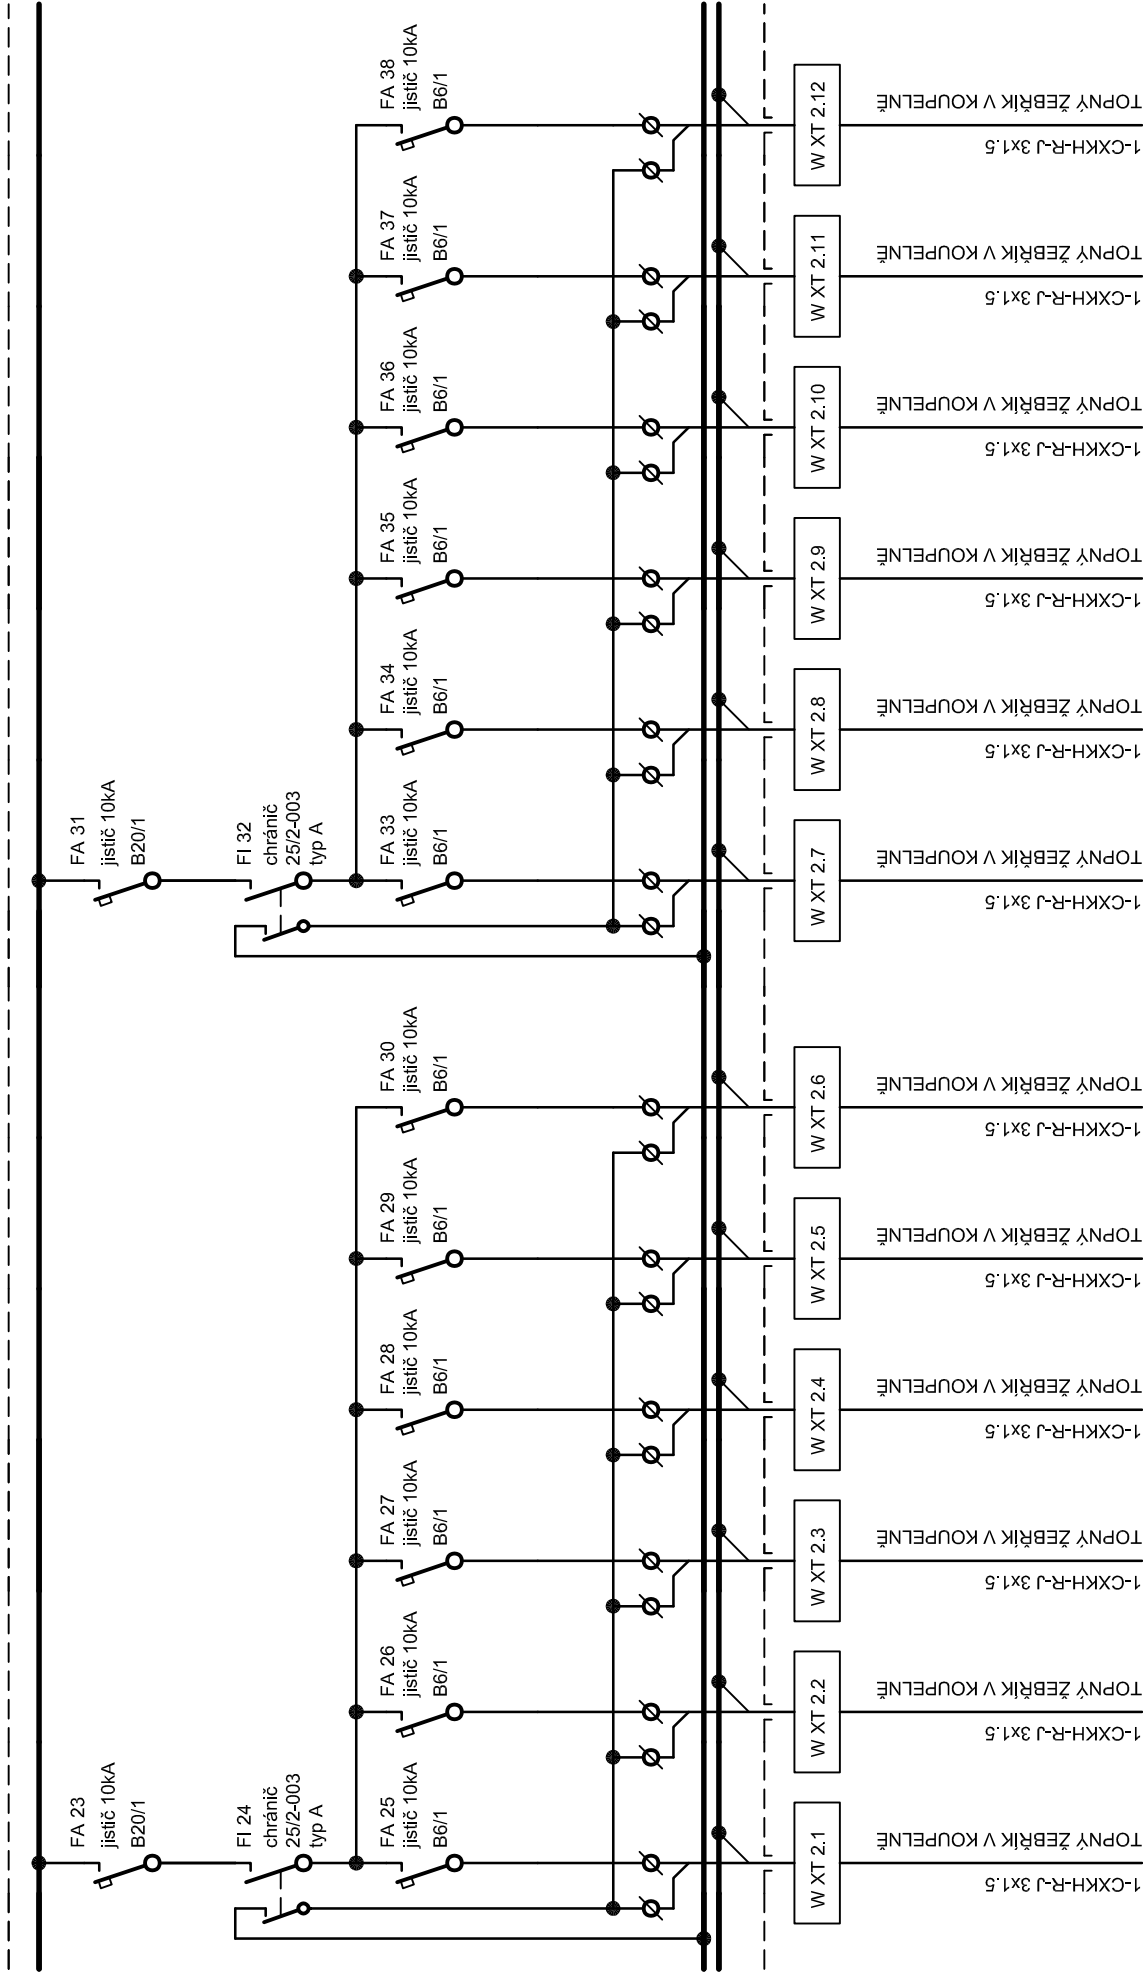 FA 38
jistič 10kA
B6/1
FA 37
jistič 10kA
B6/1
FA 36
jistič 10kA
B6/1
FA 35
jistič 10kA
B6/1
FA 34
jistič 10kA
B6/1
FA 31
jistič 10kA
B20/1
FI 32
chránič
25/2-003
typ A
FA 33
jistič 10kA
B6/1
FA 30
jistič 10kA
B6/1
FA 29
jistič 10kA
B6/1
FA 28
jistič 10kA
B6/1
FA 27
jistič 10kA
B6/1
FA 26
jistič 10kA
B6/1
FA 23
jistič 10kA
B20/1
FI 24
chránič
25/2-003
typ A
FA 25
jistič 10kA
B6/1
W XT 2.12
TOPNÝ ŽEBŘÍK V KOUPELNĚ
1-CXKH-R-J 3x1.5
W XT 2.11
TOPNÝ ŽEBŘÍK V KOUPELNĚ
1-CXKH-R-J 3x1.5
W XT 2.10
TOPNÝ ŽEBŘÍK V KOUPELNĚ
1-CXKH-R-J 3x1.5
W XT 2.9
TOPNÝ ŽEBŘÍK V KOUPELNĚ
1-CXKH-R-J 3x1.5
W XT 2.8
TOPNÝ ŽEBŘÍK V KOUPELNĚ
1-CXKH-R-J 3x1.5
W XT 2.7
TOPNÝ ŽEBŘÍK V KOUPELNĚ
1-CXKH-R-J 3x1.5
W XT 2.6
TOPNÝ ŽEBŘÍK V KOUPELNĚ
1-CXKH-R-J 3x1.5
W XT 2.5
TOPNÝ ŽEBŘÍK V KOUPELNĚ
1-CXKH-R-J 3x1.5
W XT 2.4
TOPNÝ ŽEBŘÍK V KOUPELNĚ
1-CXKH-R-J 3x1.5
W XT 2.3
TOPNÝ ŽEBŘÍK V KOUPELNĚ
1-CXKH-R-J 3x1.5
W XT 2.2
TOPNÝ ŽEBŘÍK V KOUPELNĚ
1-CXKH-R-J 3x1.5
W XT 2.1
TOPNÝ ŽEBŘÍK V KOUPELNĚ
1-CXKH-R-J 3x1.5